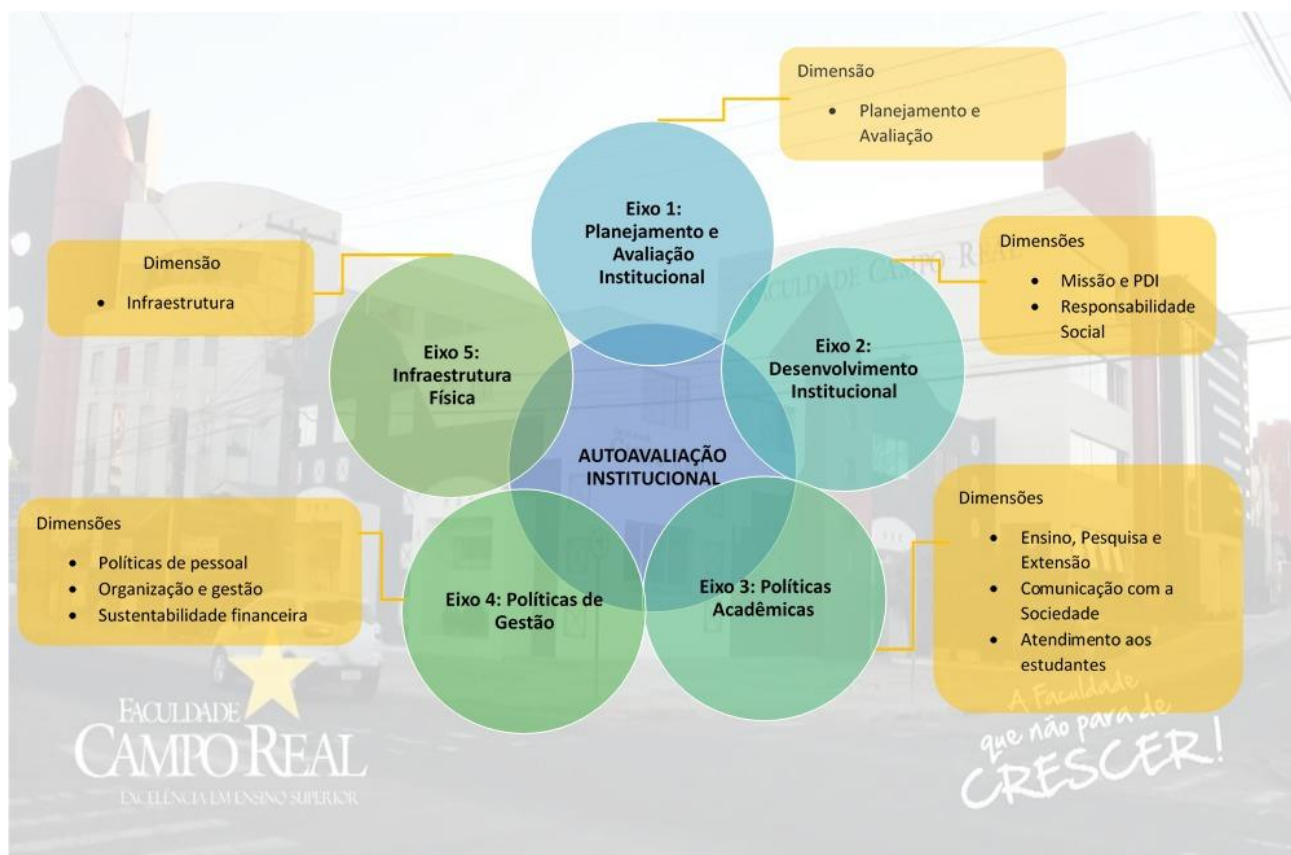 Dimensão
• Planejamento e
Avaliação
Eixo 1:
Planejamento e
Avaliação
Institucional
Dimensões
• Missão e PDI
• Responsabilidade
Social
Dimensão
• Infraestrutura
FACULDADE CAMPO REAL
Eixo 5:
Infraestrutura
Física
Eixo 2:
Desenvolvimento
Institucional
AUTOAVALIAÇÃO
INSTITUCIONAL
Dimensões
• Políticas de pessoal
• Organização e gestão
• Sustentabilidade financeira
Dimensões
• Ensino, Pesquisa e
Extensão
• Comunicação com a
Sociedade
• Atendimento aos
estudantes
Eixo 4: Políticas de
Gestão
Eixo 3: Políticas
Acadêmicas
FACULDADE
CAMPO REAL
EXCELÊNCIA EM ENSINO SUPERIOR
A Faculdade
que não para de
CRESCER!